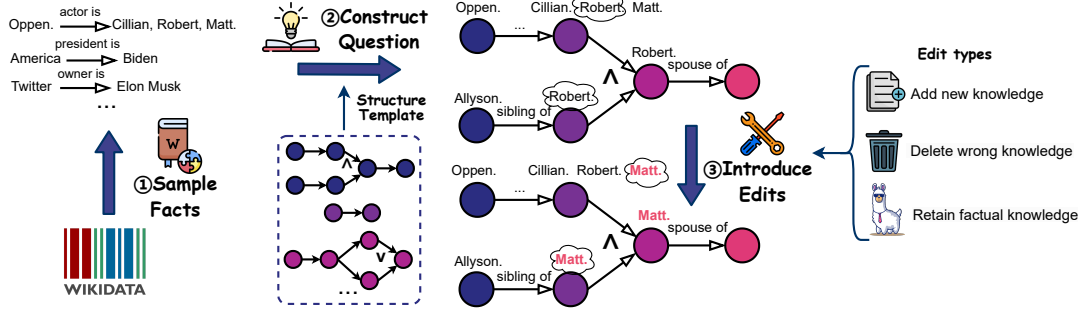 actor is
Oppen. Cillian, Robert, Matt.
president is
America Biden
owner is
Twitter Elon Musk
...
①Sample
Facts
W
WIKIDATA
②Construct
Question
Structure
Template
∧
∨
...
Oppen. Cillian. Robert. Matt.
...
Robert.
spouse of
∧
Allyson. Robert.
sibling of
Oppen. Cillian. Robert. Matt.
...
Matt.
spouse of
∧
Allyson. Matt.
sibling of
③Introduce
Edits
Edit types
Add new knowledge
Delete wrong knowledge
Retain factual knowledge